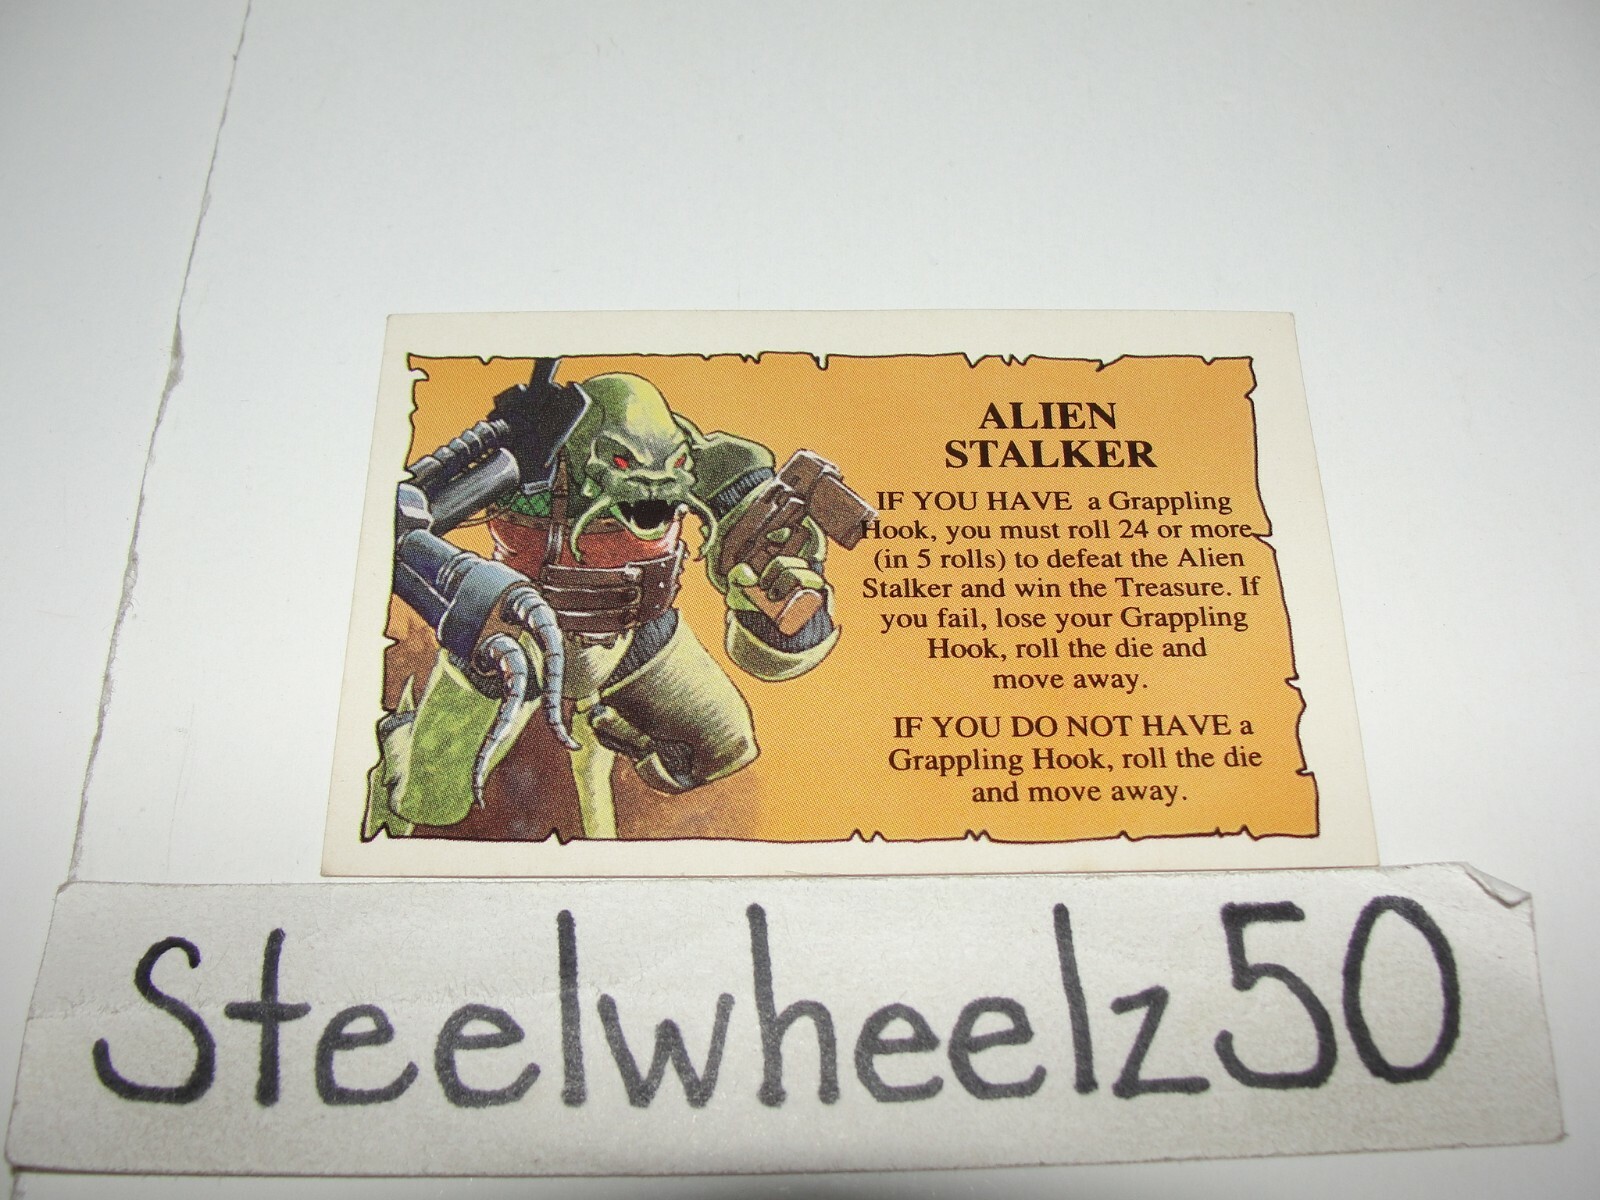 ALIEN
STALKER
IF YOU HAVE a Grappling
Hook, you must roll 24 or more
(in 5 rolls) to defeat the Alien
Stalker and win the Treasure. If
you fail, lose your Grappling
Hook, roll the die and
move away.
IF YOU DO NOT HAVE a
Grappling Hook, roll the die
and move away.
Steelwheelz50